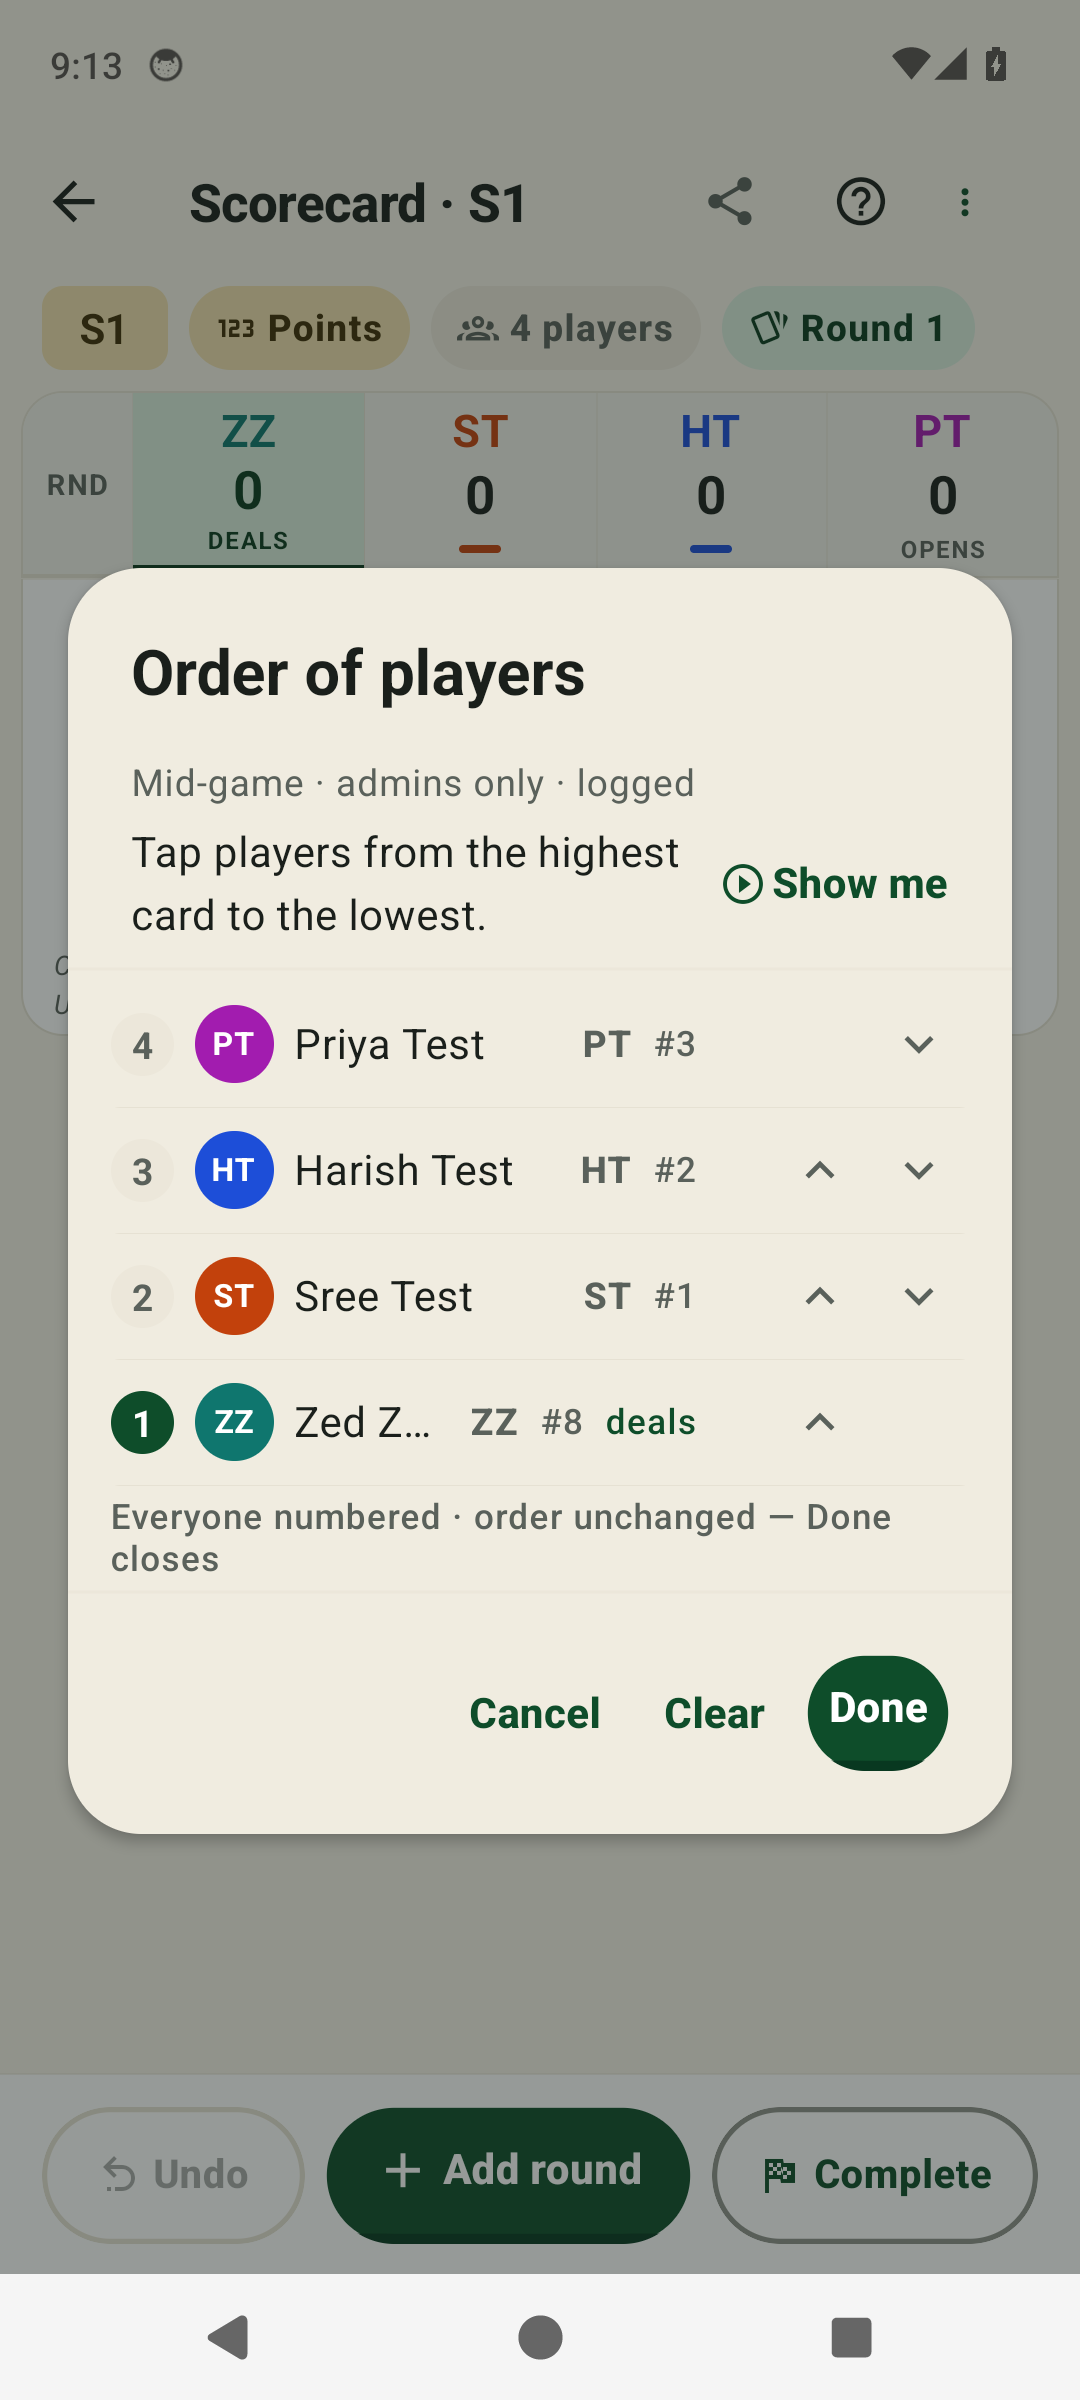 9:13
Scorecard · S1
S1
123 Points
4 players
Round 1
RND
ZZ
0
DEALS
ST
0
HT
0
PT
0
OPENS
Order of players
Mid-game · admins only · logged
Tap players from the highest
card to the lowest.
Show me
4 PT Priya Test PT #3
3 HT Harish Test HT #2
2 ST Sree Test ST #1
1 ZZ Zed Z… ZZ #8 deals
Everyone numbered · order unchanged — Done
closes
Cancel
Clear
Done
Undo
Add round
Complete